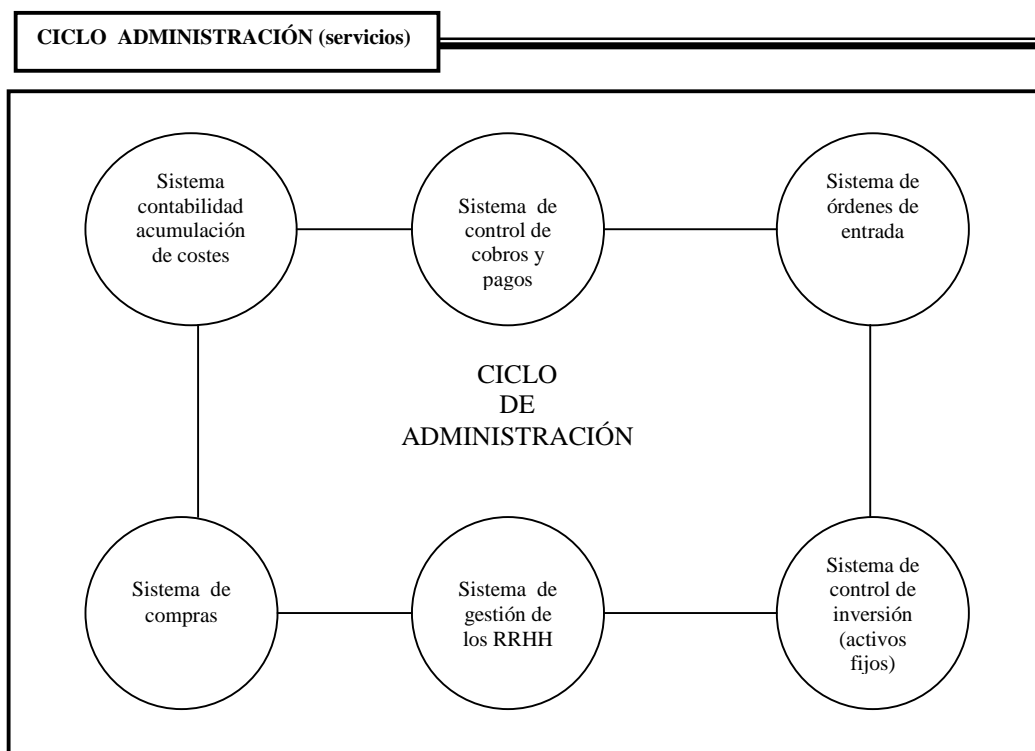 CICLO ADMINISTRACIÓN (servicios)
Sistema
contabilidad
acumulación
de costes
Sistema de
control de
cobros y
pagos
Sistema de
órdenes de
entrada
CICLO
DE
ADMINISTRACIÓN
Sistema de
compras
Sistema de
gestión de
los RRHH
Sistema de
control de
inversión
(activos
fijos)